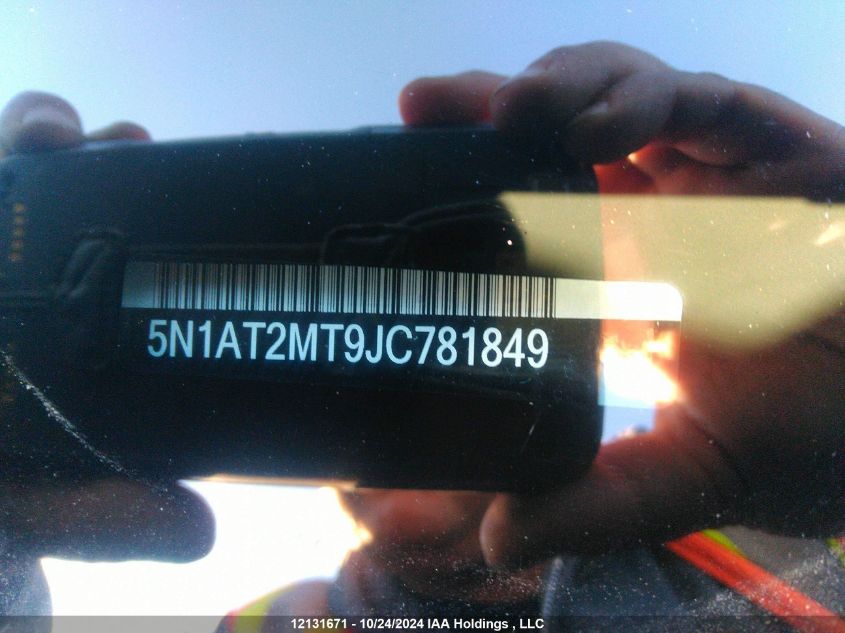 5N1AT2MT9JC781849
12131671 - 10/24/2024 IAA Holdings , LLC